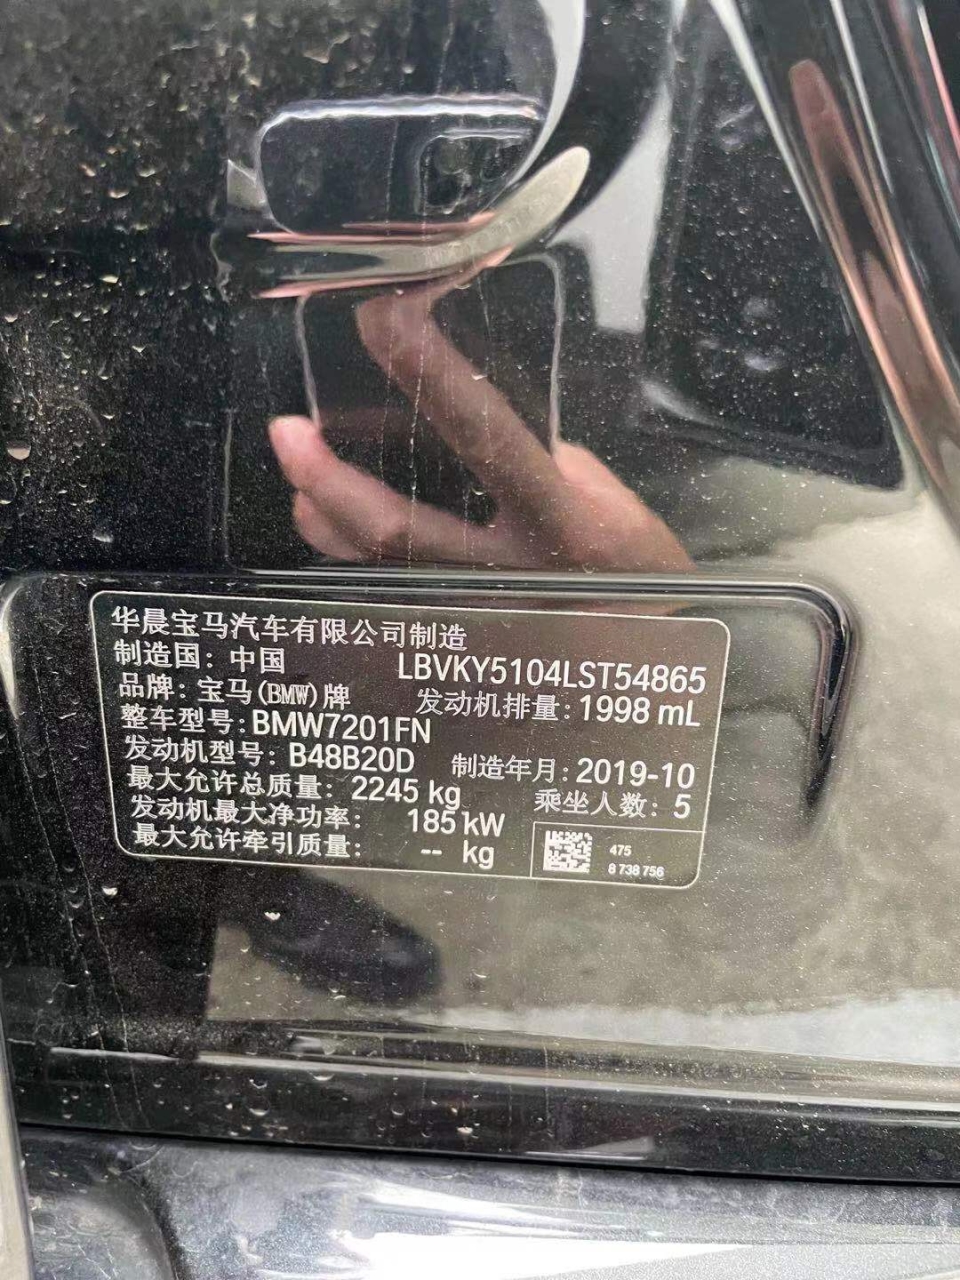 华晨宝马汽车有限公司制造
制造国：中国 LBVKY5104LST54865
品牌：宝马(BMW)牌 发动机排量：1998 mL
整车型号：BMW7201FN
发动机型号：B48B20D 制造年月：2019-10
最大允许总质量：2245 kg 乘坐人数：5
发动机最大净功率：185 kW
最大允许牵引质量：-- kg
475
8 738 756